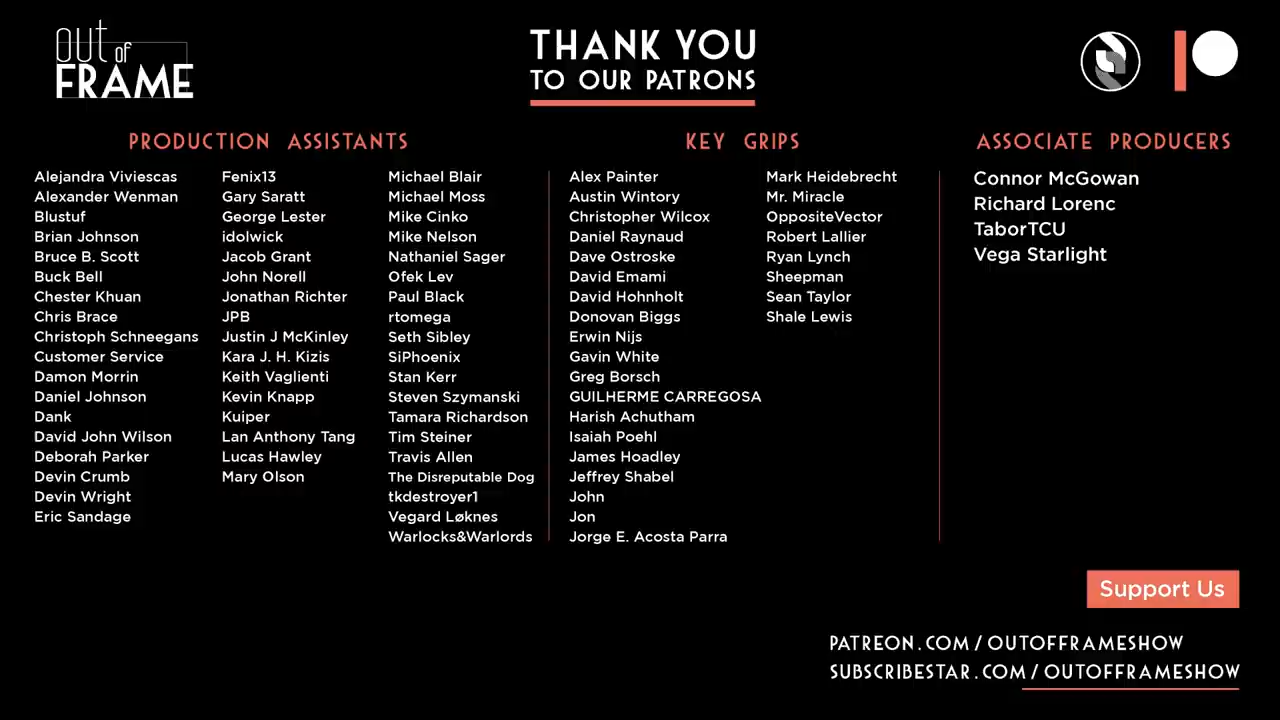 OUT OF
FRAME
THANK YOU
TO OUR PATRONS
PRODUCTION ASSISTANTS
Alejandra Viviescas
Alexander Wenman
Blustuf
Brian Johnson
Bruce B. Scott
Buck Bell
Chester Khuan
Chris Brace
Christoph Schneegans
Customer Service
Damon Morrin
Daniel Johnson
Dank
David John Wilson
Deborah Parker
Devin Crumb
Devin Wright
Eric Sandage
Fenix13
Gary Saratt
George Lester
idolwick
Jacob Grant
John Norell
Jonathan Richter
JPB
Justin J McKinley
Kara J. H. Kizis
Keith Vaglienti
Kevin Knapp
Kuiper
Lan Anthony Tang
Lucas Hawley
Mary Olson
Michael Blair
Michael Moss
Mike Cinko
Mike Nelson
Nathaniel Sager
Ofek Lev
Paul Black
rtomega
Seth Sibley
SiPhoenix
Stan Kerr
Steven Szymanski
Tamara Richardson
Tim Steiner
Travis Allen
The Disreputable Dog
tkdestroyer1
Vegard Løknes
Warlocks&Warlords
KEY GRIPS
Alex Painter
Austin Wintory
Christopher Wilcox
Daniel Raynaud
Dave Ostroske
David Emami
David Hohnholt
Donovan Biggs
Erwin Nijs
Gavin White
Greg Borsch
GUILHERME CARREGOSA
Harish Achutham
Isaiah Poehl
James Hoadley
Jeffrey Shabel
John
Jon
Jorge E. Acosta Parra
Mark Heidebrecht
Mr. Miracle
OppositeVector
Robert Lallier
Ryan Lynch
Sheepman
Sean Taylor
Shale Lewis
ASSOCIATE PRODUCERS
Connor McGowan
Richard Lorenc
TaborTCU
Vega Starlight
Support Us
PATREON.COM/OUTOFFRAMESHOW
SUBSCRIBESTAR.COM/OUTOFFRAMESHOW